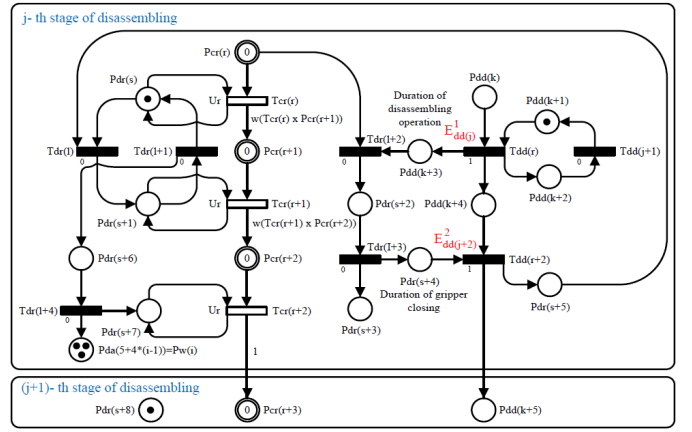 j- th stage of disassembling
Pcr(r)
0
Pdr(s)
Pdd(k)
Duration of
disassembling
operation
Pdd(k+1)
Ur
Tcr(r)
w(Tcr(r) x Pcr(r+1))
E¹dd(j)
Tdr(l)
0
Tdr(l+1)
0
0
Pcr(r+1)
Tdr(l+2)
0
Pdd(k+3)
1
Tdd(r)
Tdd(j+1)
0
Pdd(k+2)
Pdr(s+1)
Ur
Tcr(r+1)
w(Tcr(r+1) x Pcr(r+2))
Pdr(s+2)
Pdd(k+4)
E²dd(j+2)
Pdr(s+6)
0
Pcr(r+2)
Tdr(l+3)
0
Pdr(s+4)
1
Tdd(r+2)
Duration of gripper
closing
Pdr(s+5)
Tdr(l+4)
0
Pdr(s+7)
Ur
Tcr(r+2)
Pdr(s+3)
Pda(5+4*(i-1))=Pw(i)
1
(j+1)- th stage of disassembling
Pdr(s+8)
0
Pcr(r+3)
Pdd(k+5)